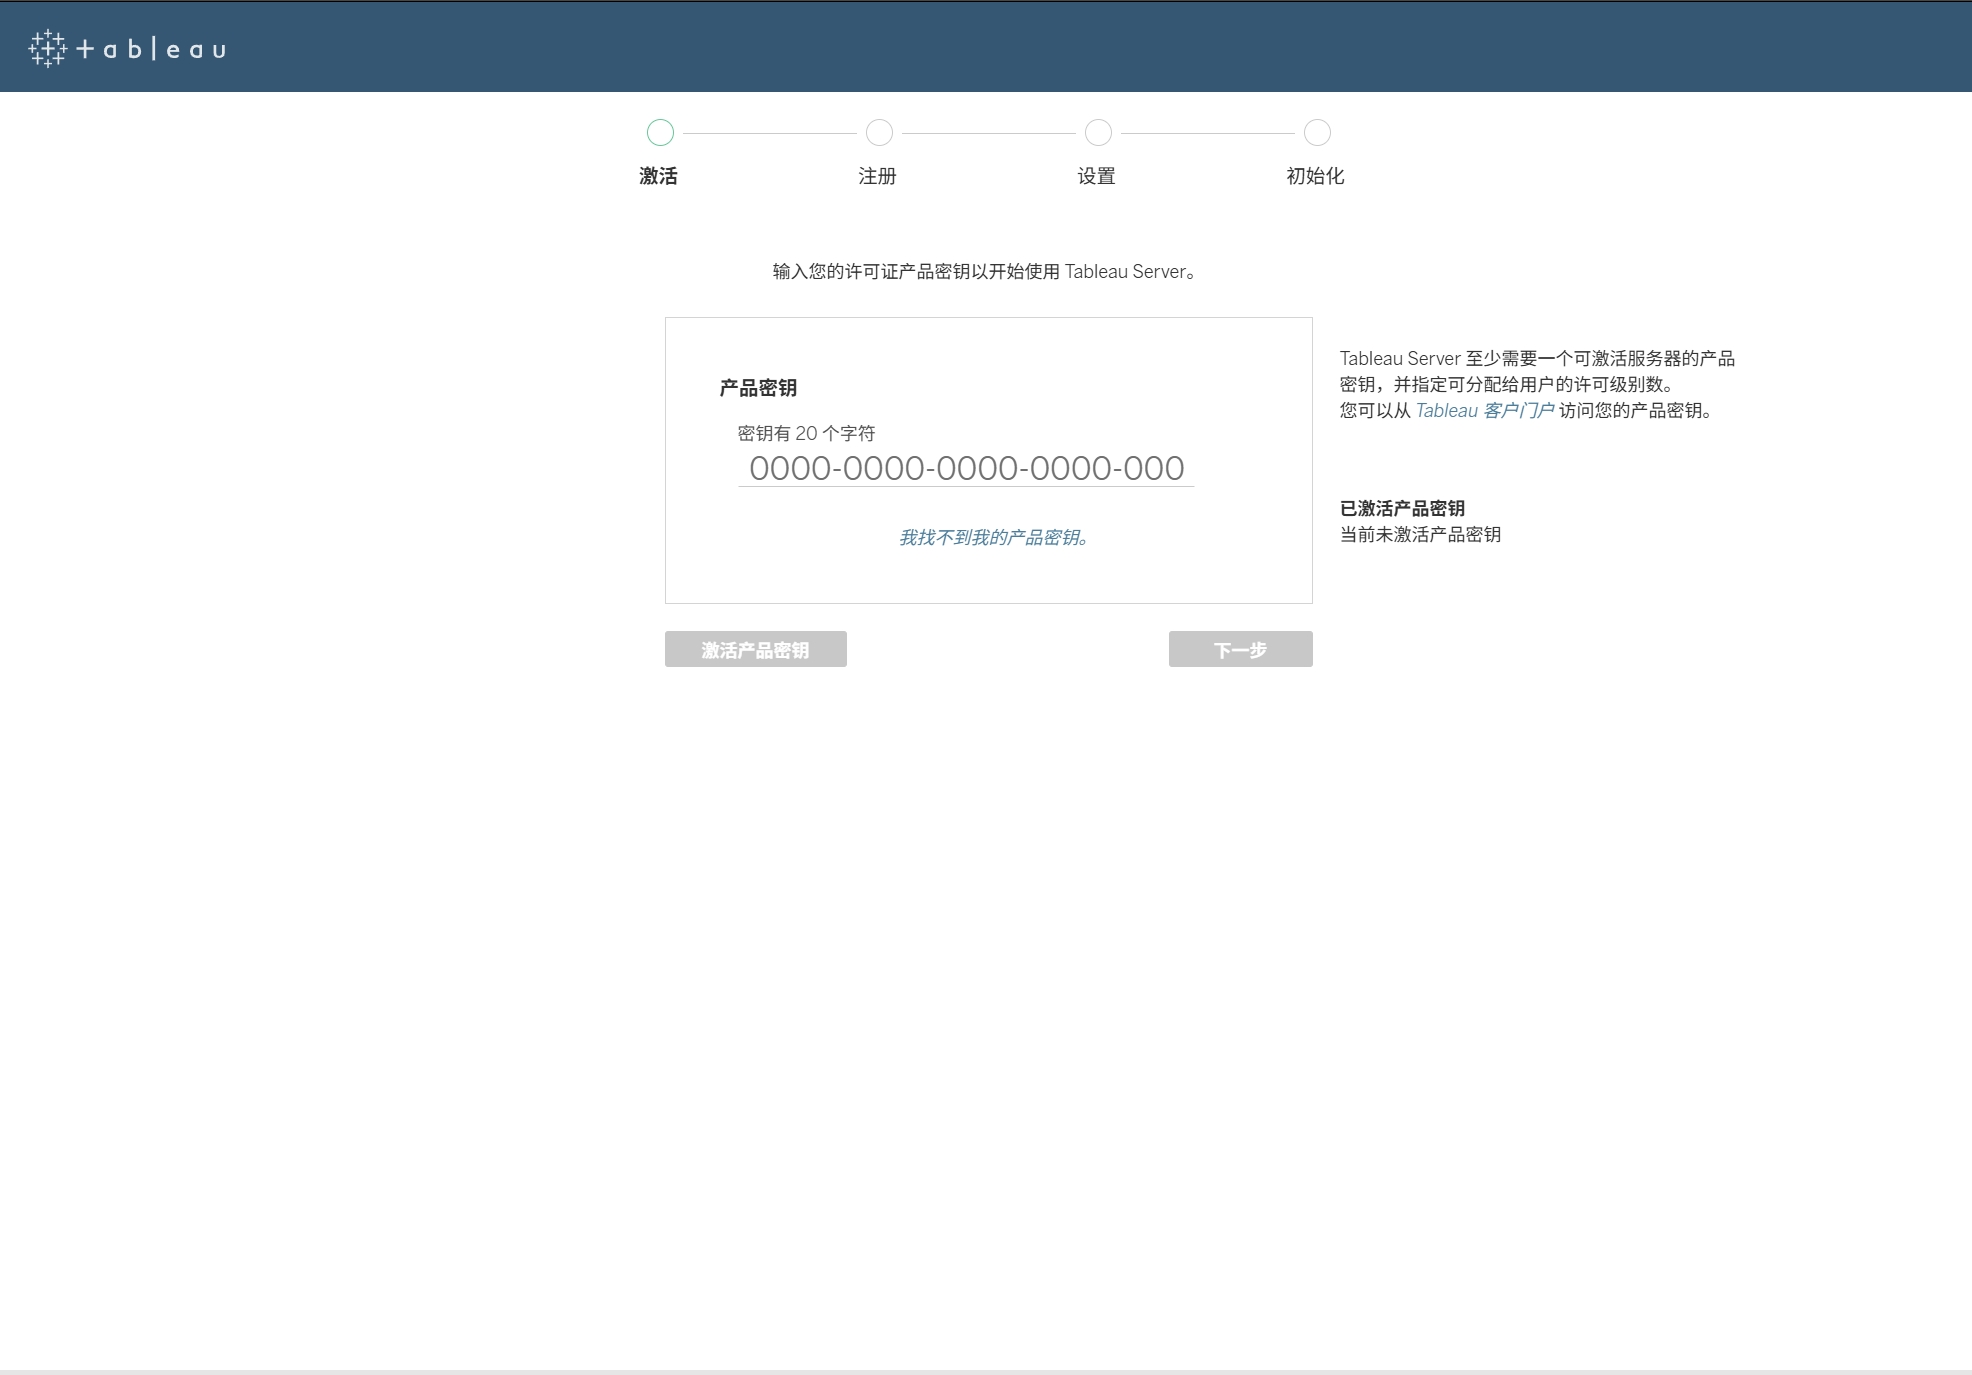 tableau
激活
注册
设置
初始化
输入您的许可证产品密钥以开始使用 Tableau Server。
产品密钥
密钥有 20 个字符
0000-0000-0000-0000-000
我找不到我的产品密钥。
激活产品密钥
下一步
Tableau Server 至少需要一个可激活服务器的产品
密钥，并指定可分配给用户的许可级别数。
您可以从 Tableau 客户门户 访问您的产品密钥。
已激活产品密钥
当前未激活产品密钥